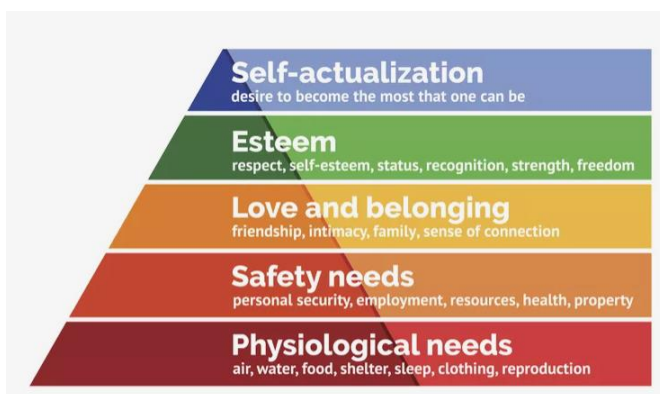 Self-actualization
desire to become the most that one can be
Esteem
respect, self-esteem, status, recognition, strength, freedom
Love and belonging
friendship, intimacy, family, sense of connection
Safety needs
personal security, employment, resources, health, property
Physiological needs
air, water, food, shelter, sleep, clothing, reproduction